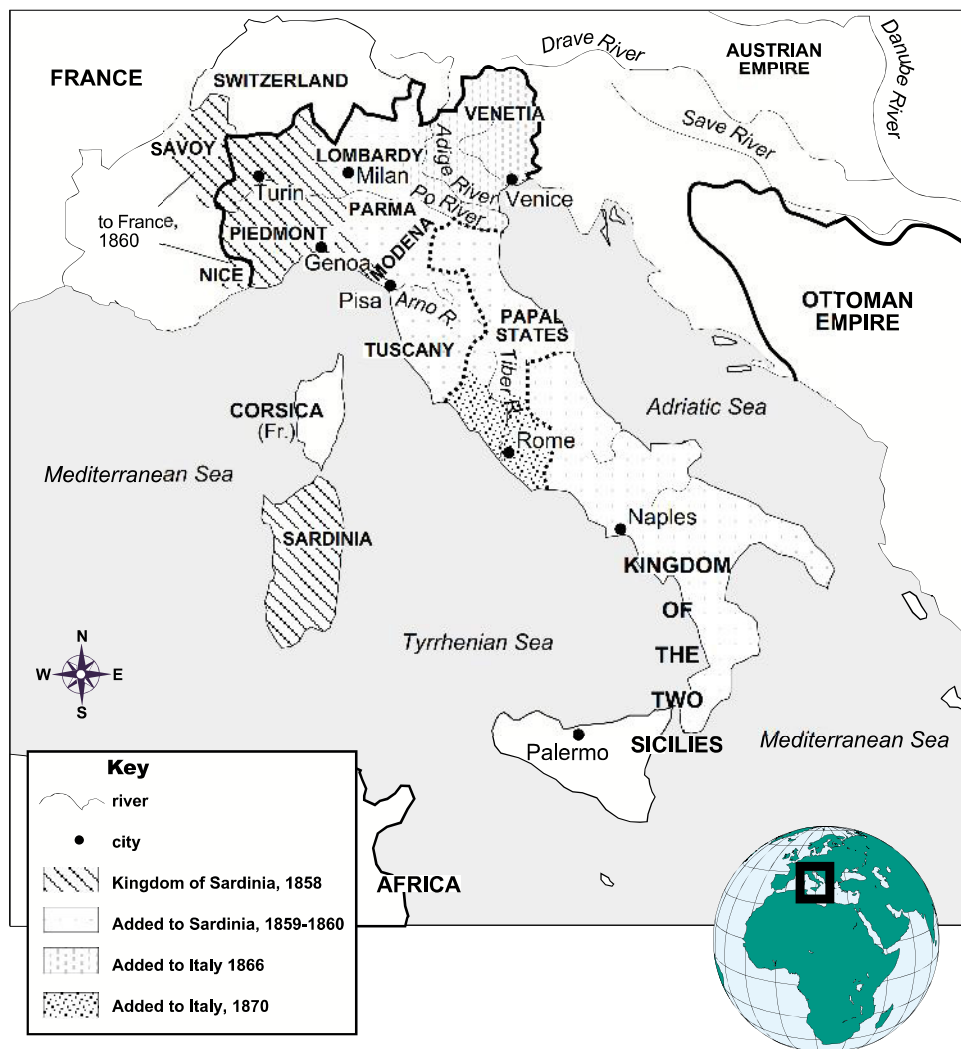 FRANCE
SWITZERLAND
Drave River
AUSTRIAN
EMPIRE
Danube River
SAVOY
VENETIA
LOMBARDY
Milan
Adige River
Save River
Turin
Venice
to France,
1860
PARMA
Po River
PIEDMONT
Genoa
MODENA
NICE
Pisa
Arno R.
OTTOMAN
EMPIRE
PAPAL
STATES
TUSCANY
Tiber R.
CORSICA
(Fr.)
Adriatic Sea
Rome
Mediterranean Sea
Naples
SARDINIA
KINGDOM
OF
THE
TWO
SICILIES
Tyrrhenian Sea
N
W
E
S
Palermo
Mediterranean Sea
AFRICA
Key
river
city
Kingdom of Sardinia, 1858
Added to Sardinia, 1859-1860
Added to Italy 1866
Added to Italy, 1870